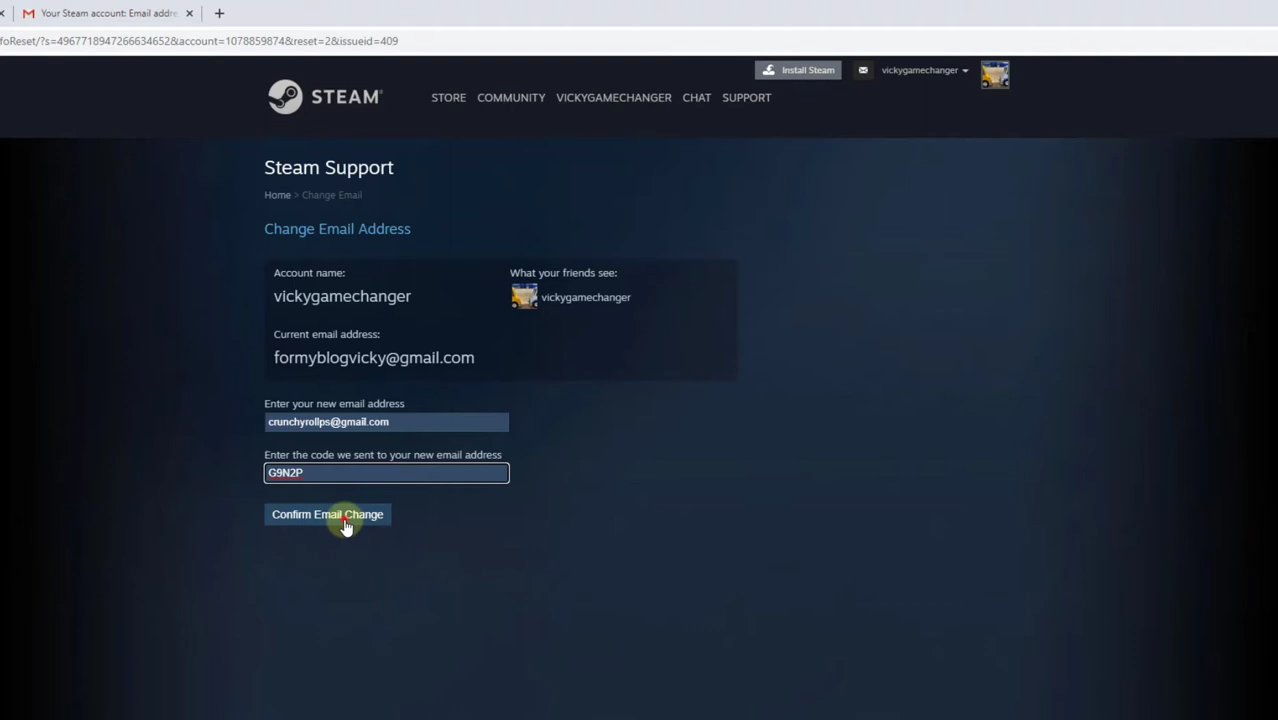 Your Steam account: Email addre
foReset/?s=4967718947266634652&account=1078859874&reset=2&issueid=409
Install Steam
vickygamechanger
STEAM®
STORE COMMUNITY VICKYGAMECHANGER CHAT SUPPORT
Steam Support
Home > Change Email
Change Email Address
Account name:
What your friends see:
vickygamechanger
vickygamechanger
Current email address:
formyblogvicky@gmail.com
Enter your new email address
crunchyrollps@gmail.com
Enter the code we sent to your new email address
G9N2P
Confirm Email Change